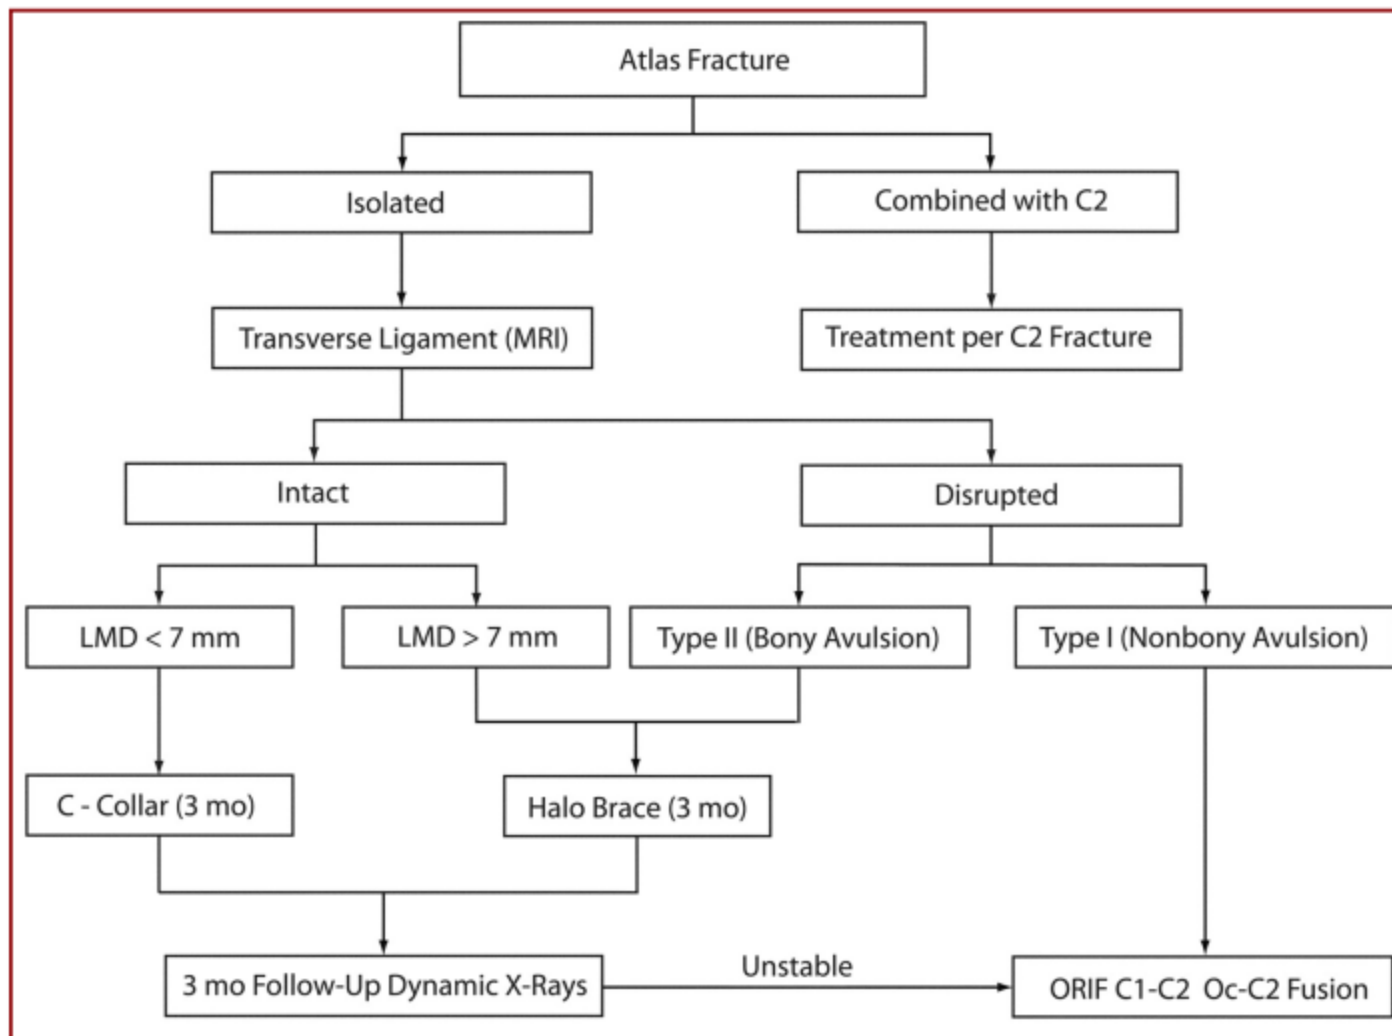 Atlas Fracture
Isolated
Combined with C2
Transverse Ligament (MRI)
Treatment per C2 Fracture
Intact
Disrupted
LMD < 7 mm
LMD > 7 mm
Type II (Bony Avulsion)
Type I (Nonbony Avulsion)
C - Collar (3 mo)
Halo Brace (3 mo)
3 mo Follow-Up Dynamic X-Rays
Unstable
ORIF C1-C2 Oc-C2 Fusion